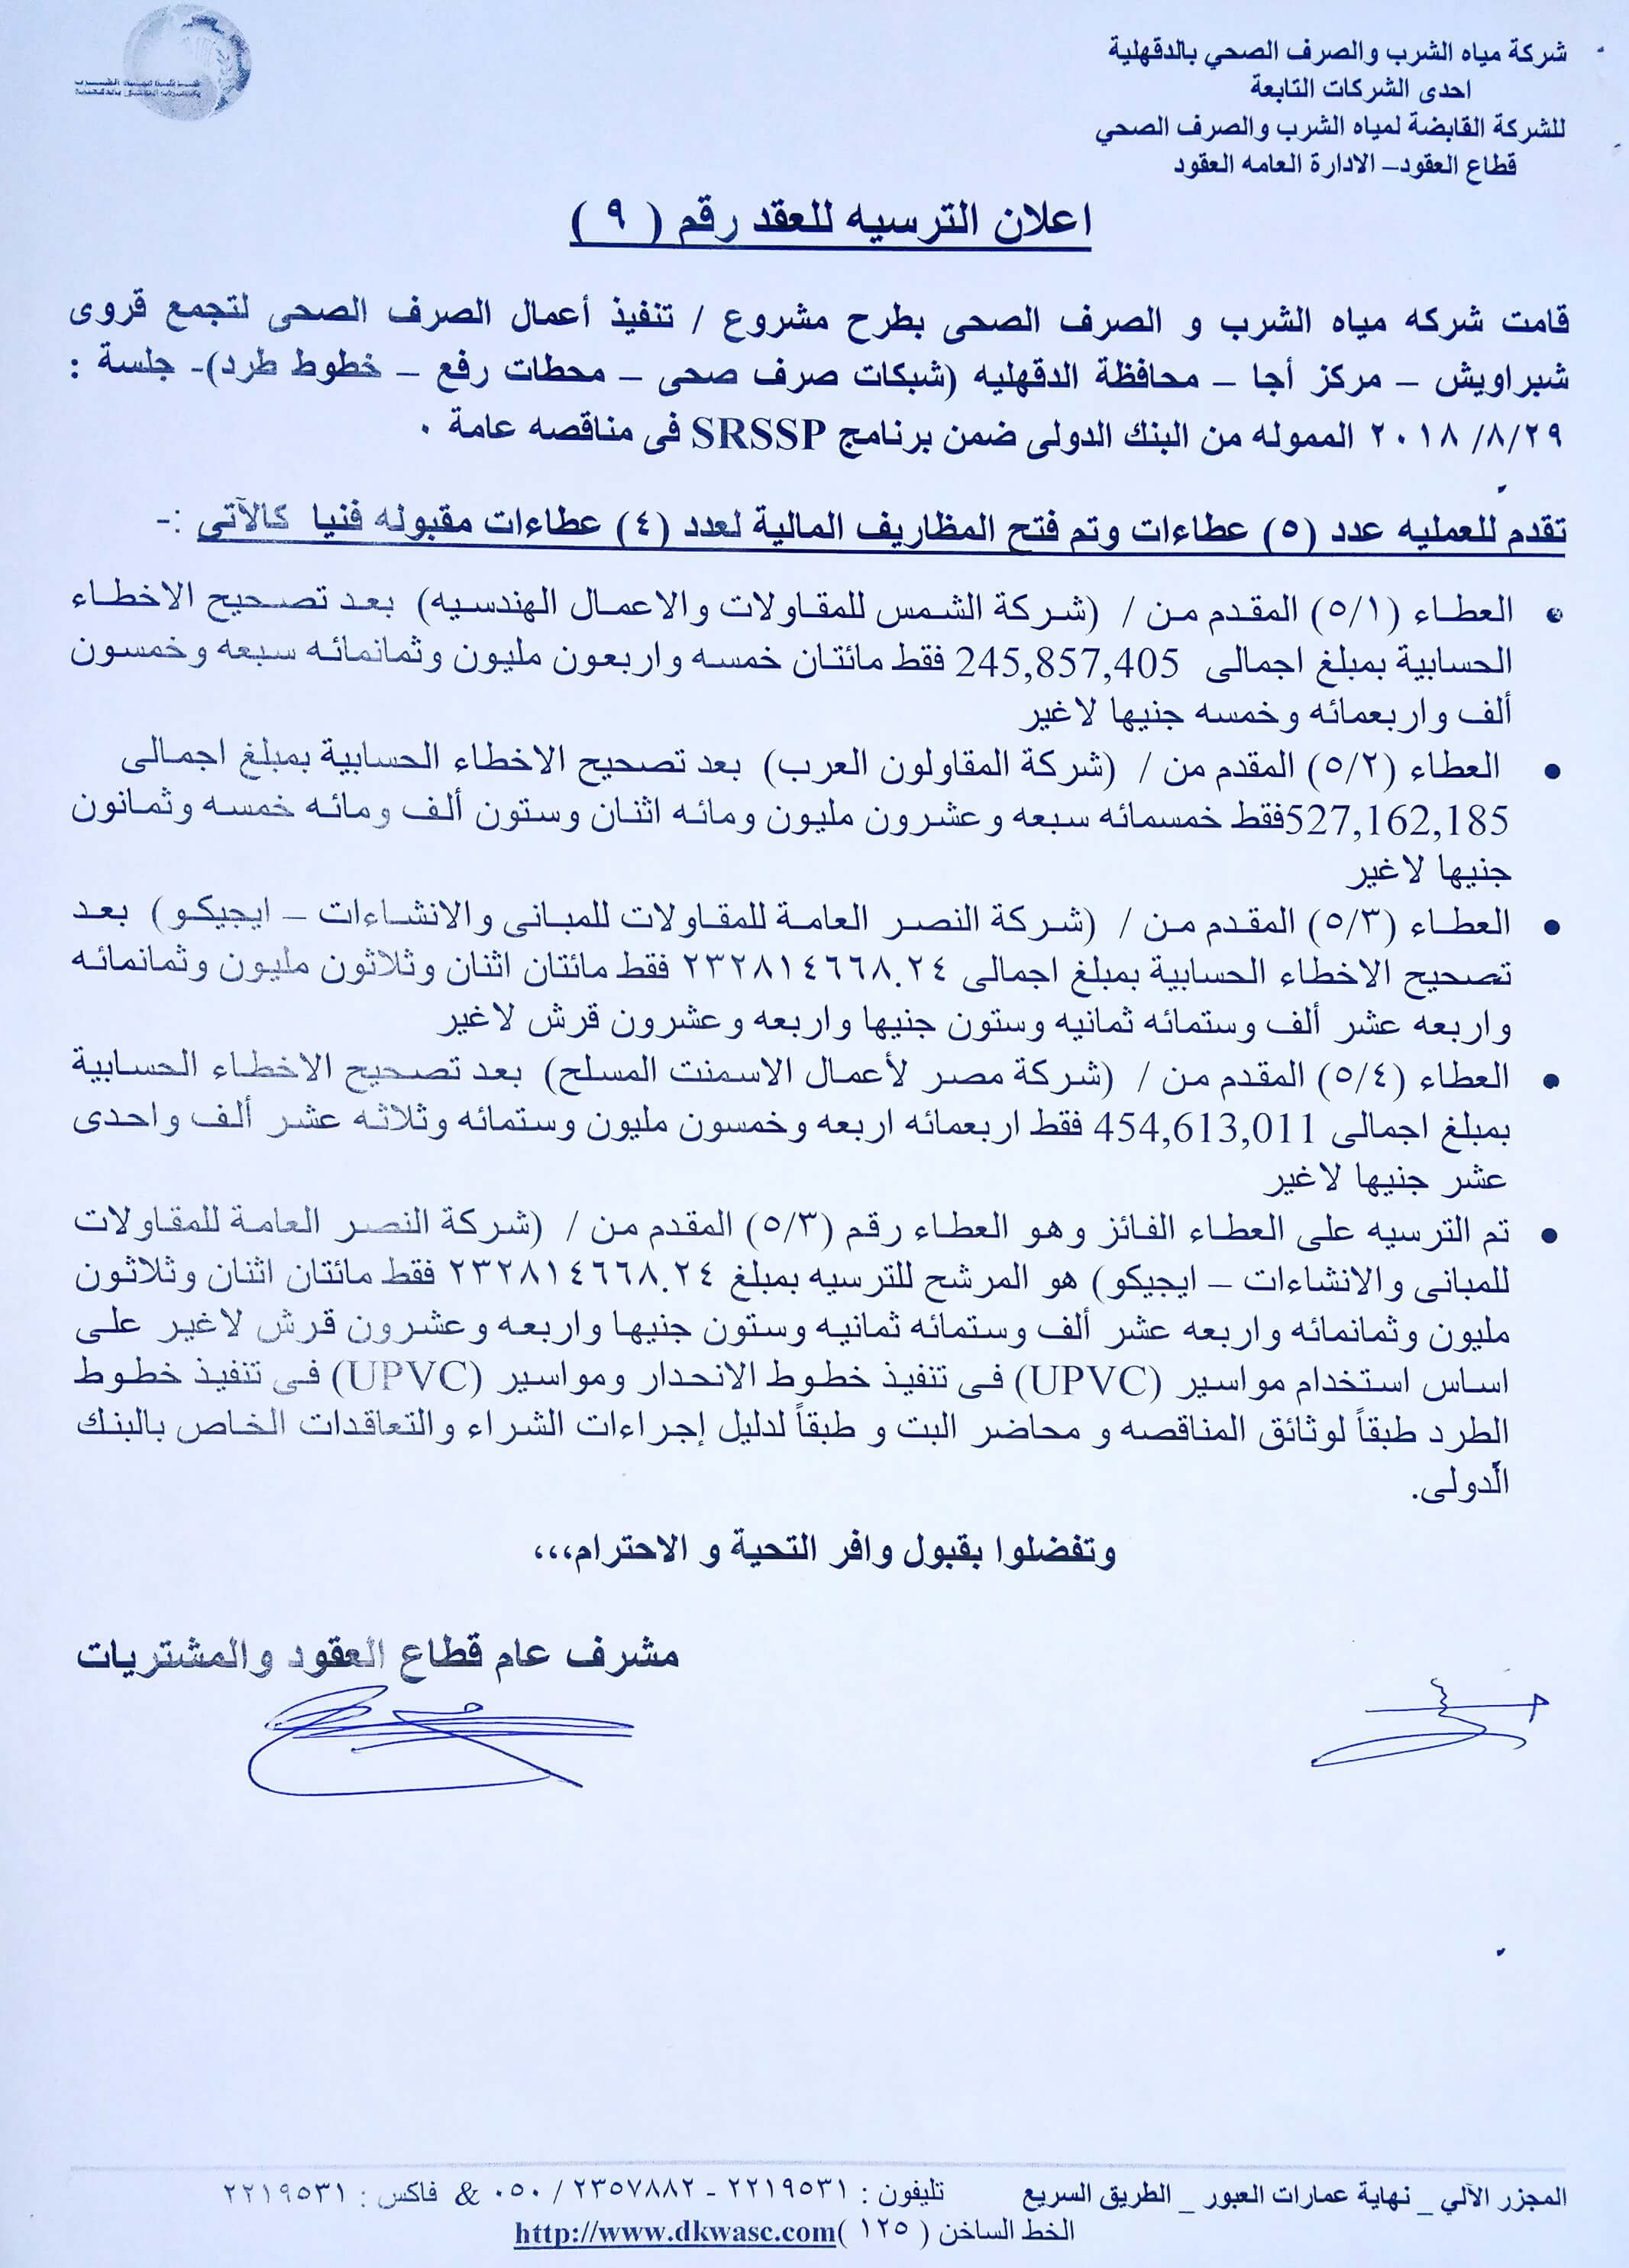 شركة مياه الشرب والصرف الصحي بالدقهلية
احدى الشركات التابعة
للشركة القابضة لمياه الشرب والصرف الصحي
قطاع العقود– الادارة العامه العقود
اعلان الترسيه للعقد رقم ( ٩ )
قامت شركه مياه الشرب و الصرف الصحى بطرح مشروع / تنفيذ أعمال الصرف الصحى لتجمع قروى
شبراويش – مركز أجا – محافظة الدقهليه (شبكات صرف صحى – محطات رفع – خطوط طرد)- جلسة :
٢٠١٨/٨/٢٩ الممولـه من البنك الدولى ضمن برنامج SRSSP فى مناقصه عامة .
تقدم للعمليه عدد (٥) عطاءات وتم فتح المظاريف المالية لعدد (٤) عطاءات مقبوله فنيا كالآتى :-
• العطاء (٥/١) المقدم من / (شركة الشمس للمقاولات والاعمال الهندسيه) بعد تصحيح الاخطاء
الحسابية بمبلغ اجمالى 245,857,405 فقط مائتان خمسه واربعون مليون وثمانمائه سبعه وخمسون
ألف واربعمائه وخمسه جنيها لاغير
• العطاء (٥/٢) المقدم من / (شركة المقاولون العرب) بعد تصحيح الاخطاء الحسابية بمبلغ اجمالى
527,162,185فقط خمسمائه سبعه وعشرون مليون ومائه اثنان وستون ألف ومائه خمسه وثمانون
جنيها لاغير
• العطاء (٥/٣) المقدم من / (شركة النصر العامة للمقاولات للمبانى والانشاءات – ايجيكو) بعد
تصحيح الاخطاء الحسابية بمبلغ اجمالى ٢٣٢٨١٤٦٦٨.٢٤ فقط مائتان اثنان وثلاثون مليون وثمانمائه
واربعه عشر ألف وستمائه ثمانيه وستون جنيها واربعه وعشرون قرش لاغير
• العطاء (٥/٤) المقدم من / (شركة مصر لأعمال الاسمنت المسلح) بعد تصحيح الاخطاء الحسابية
بمبلغ اجمالى 454,613,011 فقط اربعمائه اربعه وخمسون مليون وستمائه وثلاثه عشر ألف واحدى
عشر جنيها لاغير
• تم الترسيه على العطاء الفائز وهو العطاء رقم (٥/٣) المقدم من / (شركة النصر العامة للمقاولات
للمبانى والانشاءات – ايجيكو) هو المرشح للترسيه بمبلغ ٢٣٢٨١٤٦٦٨.٢٤ فقط مائتان اثنان وثلاثون
مليون وثمانمائه واربعه عشر ألف وستمائه ثمانيه وستون جنيها واربعه وعشرون قرش لاغير على
اساس استخدام مواسير (UPVC) فى تنفيذ خطوط الانحدار ومواسير (UPVC) فى تنفيذ خطوط
الطرد طبقاً لوثائق المناقصه و محاضر البت و طبقاً لدليل إجراءات الشراء والتعاقدات الخاص بالبنك
الدولى.
وتفضلوا بقبول وافر التحية و الاحترام،،،
مشرف عام قطاع العقود والمشتريات
المجزر الآلي _ نهاية عمارات العبور _ الطريق السريع تليفون : ٢٢١٩٥٣١ - ٢٣٥٧٨٨٢ / ٠٥٠ & فاكس : ٢٢١٩٥٣١
الخط الساخن ( ١٢٥ )http://www.dkwasc.com